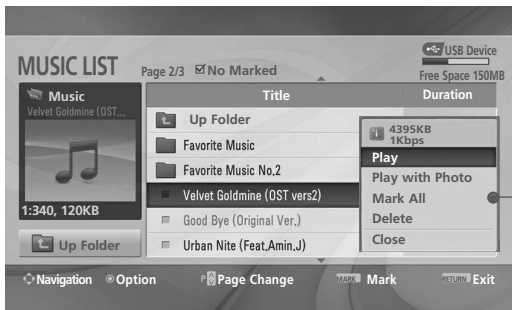 USB Device
MUSIC LIST
Page 2/3 No Marked
Free Space 150MB
Music
Velvet Goldmine (OST...
1:340, 120KB
Up Folder
Title
Duration
Up Folder
Favorite Music
Favorite Music No.2
Velvet Goldmine (OST vers2)
Good Bye (Original Ver.)
Urban Nite (Feat.Amin.J)
4395KB
1Kbps
Play
Play with Photo
Mark All
Delete
Close
Navigation Option P Page Change MARK Mark RETURN Exit